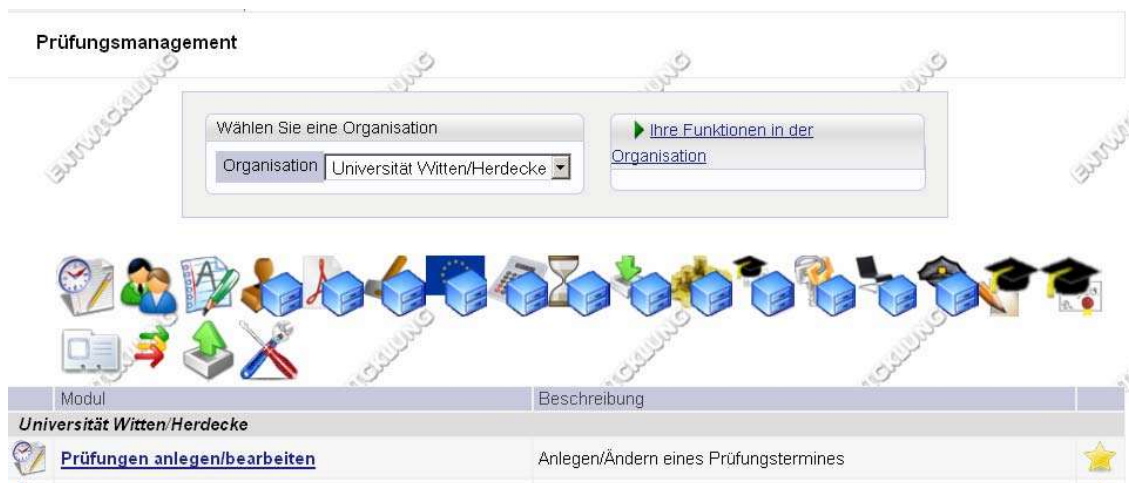 Prüfungsmanagement
Wählen Sie eine Organisation
Organisation Universität Witten/Herdecke
Ihre Funktionen in der
Organisation
Modul Beschreibung
Universität Witten/Herdecke
Prüfungen anlegen/bearbeiten Anlegen/Ändern eines Prüfungstermines
ENTWICKLUNG